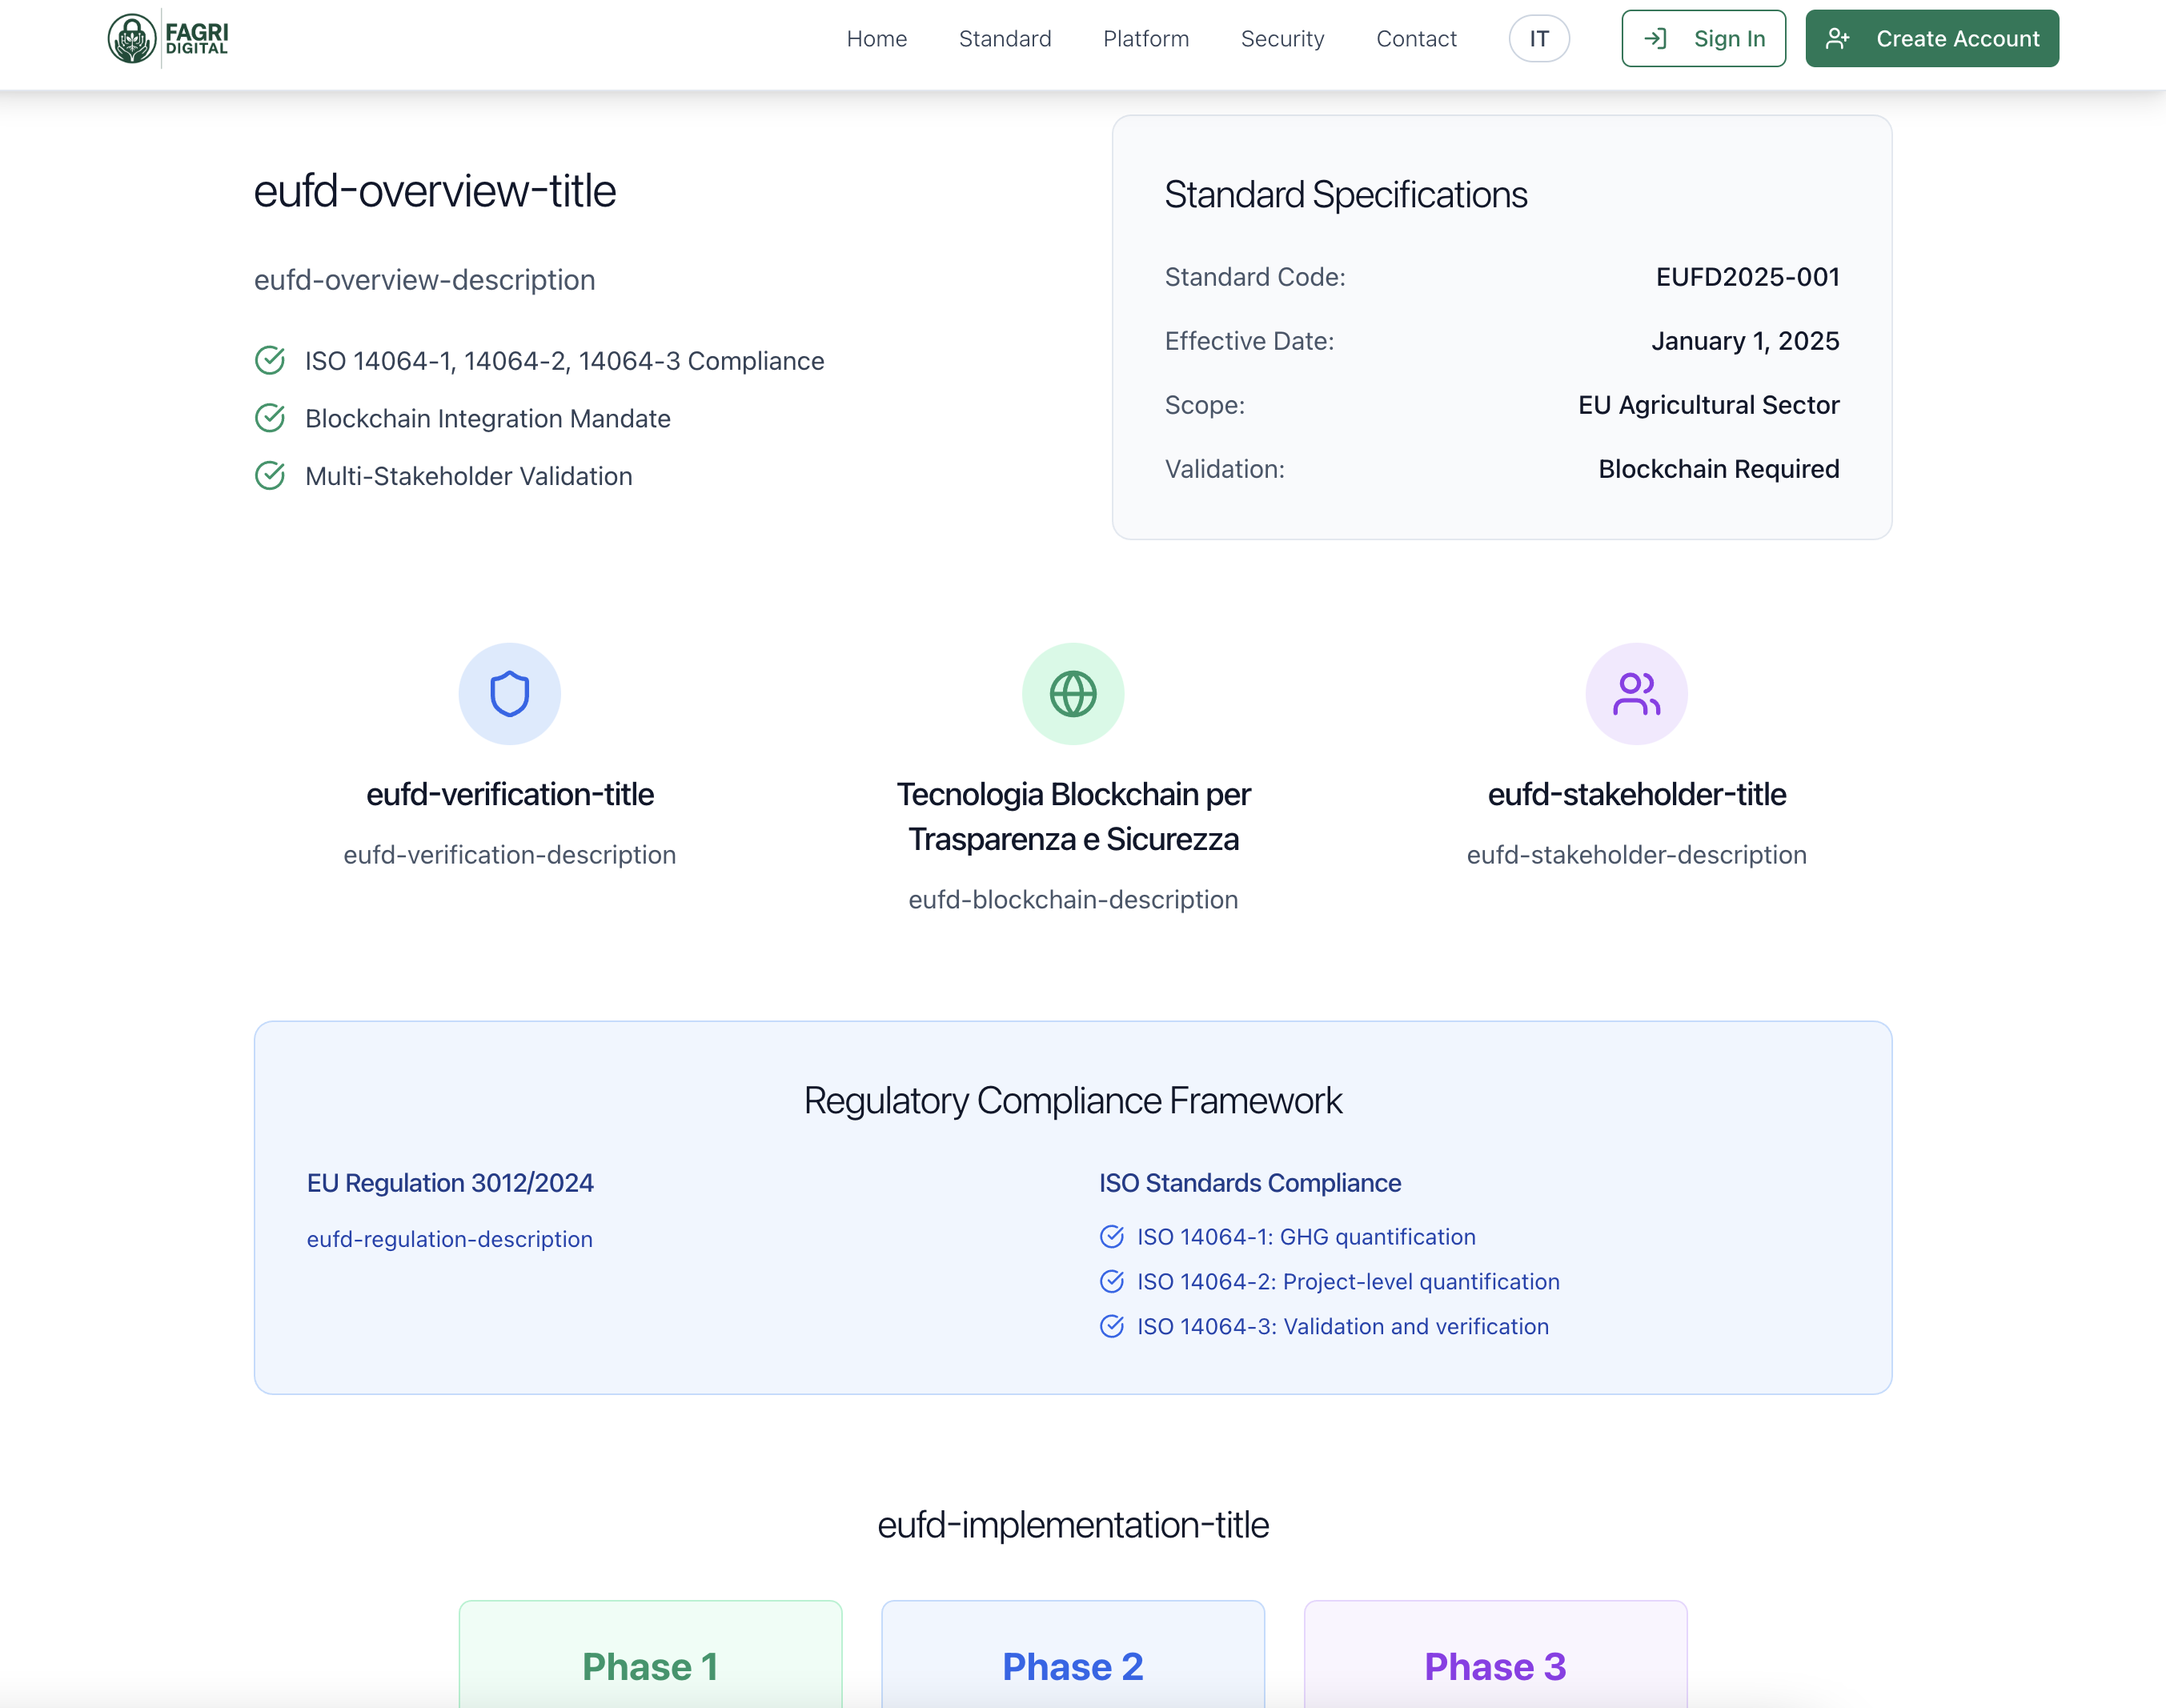 FAGRI
DIGITAL
Home
Standard
Platform
Security
Contact
IT
Sign In
Create Account
eufd-overview-title
eufd-overview-description
ISO 14064-1, 14064-2, 14064-3 Compliance
Blockchain Integration Mandate
Multi-Stakeholder Validation
Standard Specifications
Standard Code: EUFD2025-001
Effective Date: January 1, 2025
Scope: EU Agricultural Sector
Validation: Blockchain Required
eufd-verification-title
eufd-verification-description
Tecnologia Blockchain per
Trasparenza e Sicurezza
eufd-blockchain-description
eufd-stakeholder-title
eufd-stakeholder-description
Regulatory Compliance Framework
EU Regulation 3012/2024
eufd-regulation-description
ISO Standards Compliance
ISO 14064-1: GHG quantification
ISO 14064-2: Project-level quantification
ISO 14064-3: Validation and verification
eufd-implementation-title
Phase 1
Phase 2
Phase 3